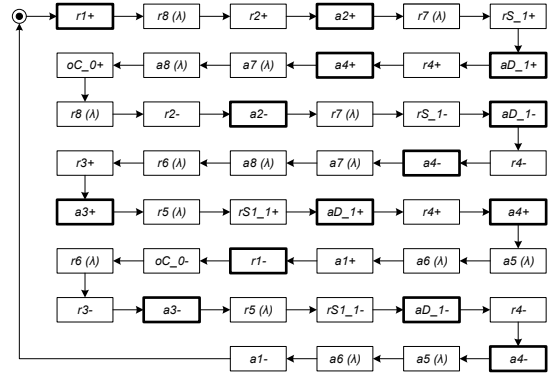 r1+ r8 (λ) r2+ a2+ r7 (λ) rS_1+
oC_0+ a8 (λ) a7 (λ) a4+ r4+ aD_1+
r8 (λ) r2- a2- r7 (λ) rS_1- aD_1-
r3+ r6 (λ) a8 (λ) a7 (λ) a4- r4-
a3+ r5 (λ) rS1_1+ aD_1+ r4+ a4+
r6 (λ) oC_0- r1- a1+ a6 (λ) a5 (λ)
r3- a3- r5 (λ) rS1_1- aD_1- r4-
a1- a6 (λ) a5 (λ) a4-